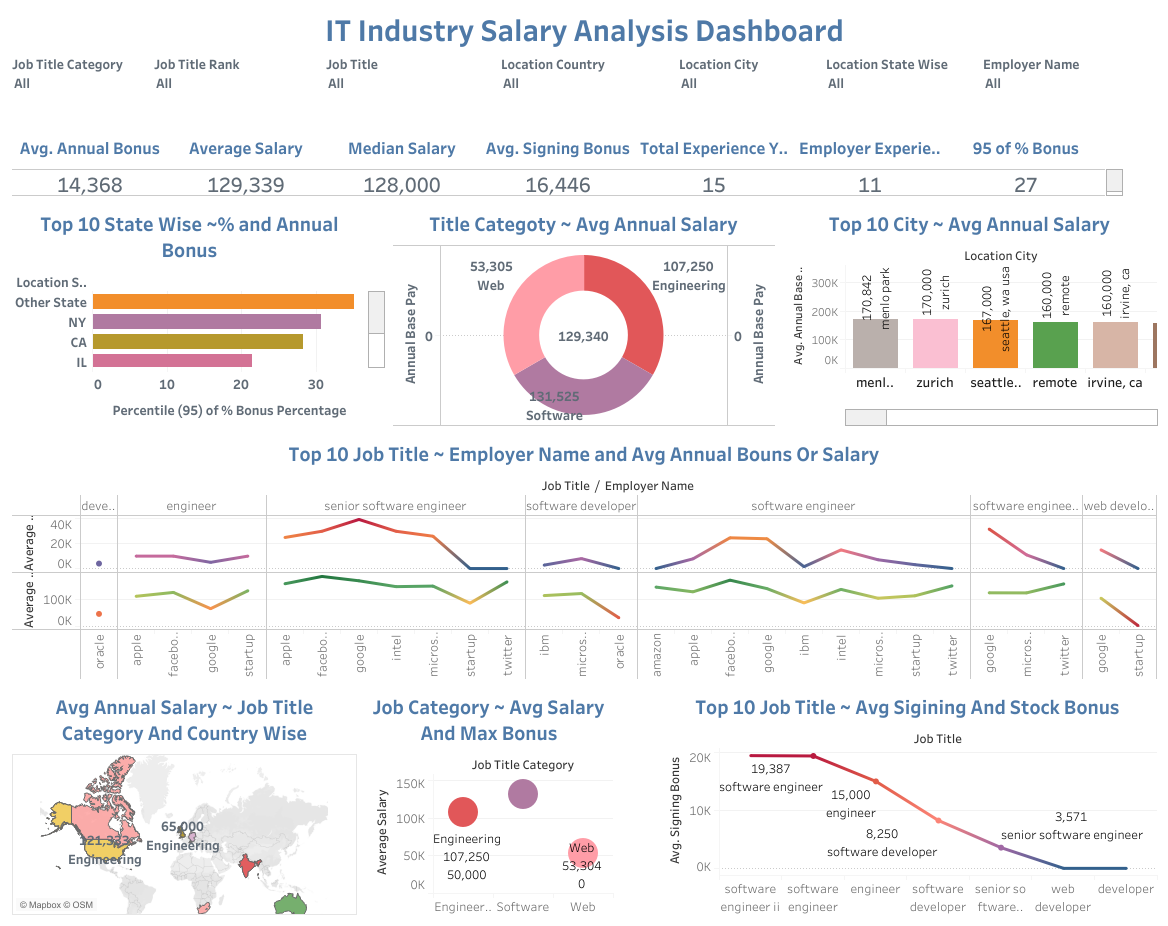 IT Industry Salary Analysis Dashboard
Job Title Category Job Title Rank Job Title Location Country Location City Location State Wise Employer Name
All All All All All All All
Avg. Annual Bonus Average Salary Median Salary Avg. Signing Bonus Total Experience Y.. Employer Experie.. 95 of % Bonus
14,368 129,339 128,000 16,446 15 11 27
Top 10 State Wise ~% and Annual
Bonus
Location S..
Other State
NY
CA
IL
0 10 20 30
Percentile (95) of % Bonus Percentage
Title Categoty ~ Avg Annual Salary
Annual Base Pay
0
53,305
Web
107,250
Engineering
129,340
131,525
Software
0
Annual Base Pay
Top 10 City ~ Avg Annual Salary
Location City
Avg. Annual Base ..
300K
200K
100K
0K
170,842
menlo park
170,000
zurich
167,000
seattle, wa usa
160,000
remote
160,000
irvine, ca
menl.. zurich seattle.. remote irvine, ca
Top 10 Job Title ~ Employer Name and Avg Annual Bouns Or Salary
Job Title / Employer Name
deve.. engineer senior software engineer software developer software engineer software enginee.. web develo..
Average ..
40K
20K
0K
Average ..
100K
0K
oracle apple facebo.. google startup apple facebo.. google intel micros.. startup twitter ibm micros.. oracle amazon apple facebo.. google ibm intel micros.. startup twitter google micros.. twitter google startup
Avg Annual Salary ~ Job Title
Category And Country Wise
65,000
Engineering
121,333
Engineering
© Mapbox © OSM
Job Category ~ Avg Salary
And Max Bonus
Job Title Category
Average Salary
150K
100K
50K
0K
Engineering
107,250
50,000
Web
53,304
0
Engineer.. Software Web
Top 10 Job Title ~ Avg Sigining And Stock Bonus
Job Title
Avg. Signing Bonus
20K
10K
0K
19,387
software engineer
15,000
engineer
8,250
software developer
3,571
senior software engineer
software engineer software senior so web developer
engineer ii engineer developer ftware.. developer